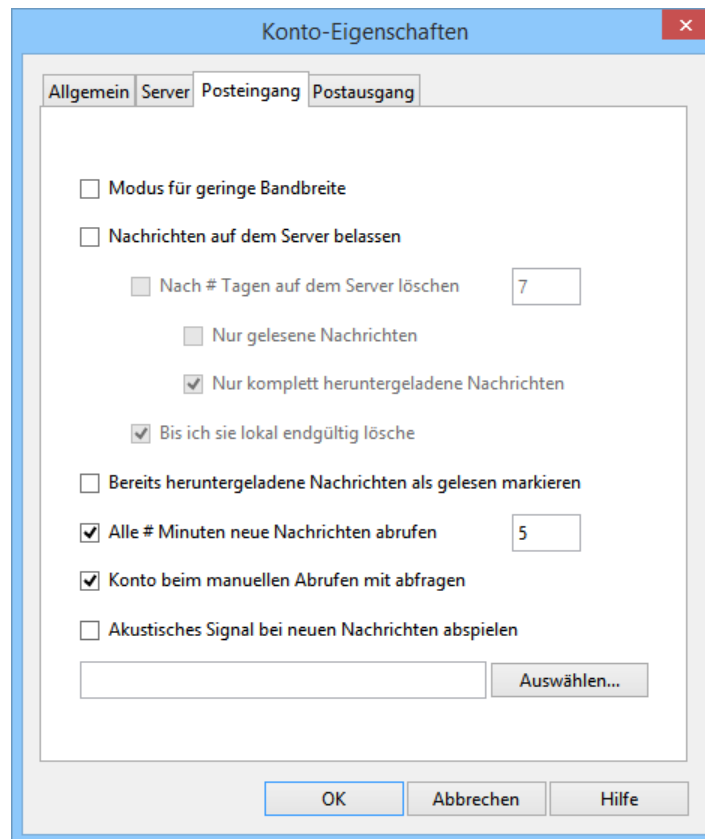 Konto-Eigenschaften
Allgemein Server Posteingang Postausgang
Modus für geringe Bandbreite
Nachrichten auf dem Server belassen
Nach # Tagen auf dem Server löschen 7
Nur gelesene Nachrichten
Nur komplett heruntergeladene Nachrichten
Bis ich sie lokal endgültig lösche
Bereits heruntergeladene Nachrichten als gelesen markieren
Alle # Minuten neue Nachrichten abrufen 5
Konto beim manuellen Abrufen mit abfragen
Akustisches Signal bei neuen Nachrichten abspielen
Auswählen...
OK Abbrechen Hilfe